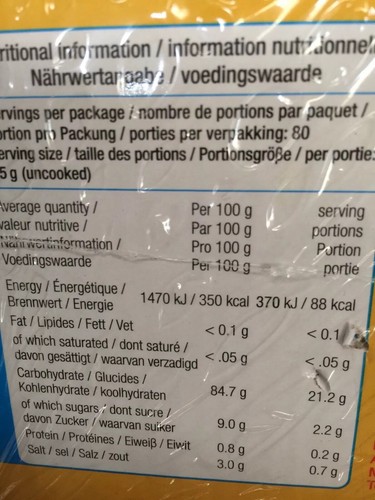 ritional information / information nutritionnel
Nährwertangabe / voedingswaarde
rvings per package / nombre de portions par paquet /
ortion pro Packung / porties per verpakking: 80
erving size / taille des portions / Portionsgröße / per portie:
5 g (uncooked)
Average quantity / Per 100 g serving
valeur nutritive / Par 100 g portions
Nährwertinformation / Pro 100 g Portion
Voedingswaarde Per 100 g portie
Energy / Énergétique /
Brennwert / Energie 1470 kJ / 350 kcal 370 kJ / 88 kcal
Fat / Lipides / Fett / Vet < 0.1 g < 0.1
of which saturated / dont saturé /
davon gesättigt / waarvan verzadigd < .05 g < .05 g
Carbohydrate / Glucides /
Kohlenhydrate / koolhydraten 84.7 g 21.2 g
of which sugars / dont sucre /
davon Zucker / waarvan suiker 9.0 g 2.2 g
Protein / Protéines / Eiweiß / Eiwit 0.8 g 0.2 g
Salt / sel / Salz / zout 3.0 g 0.7 g